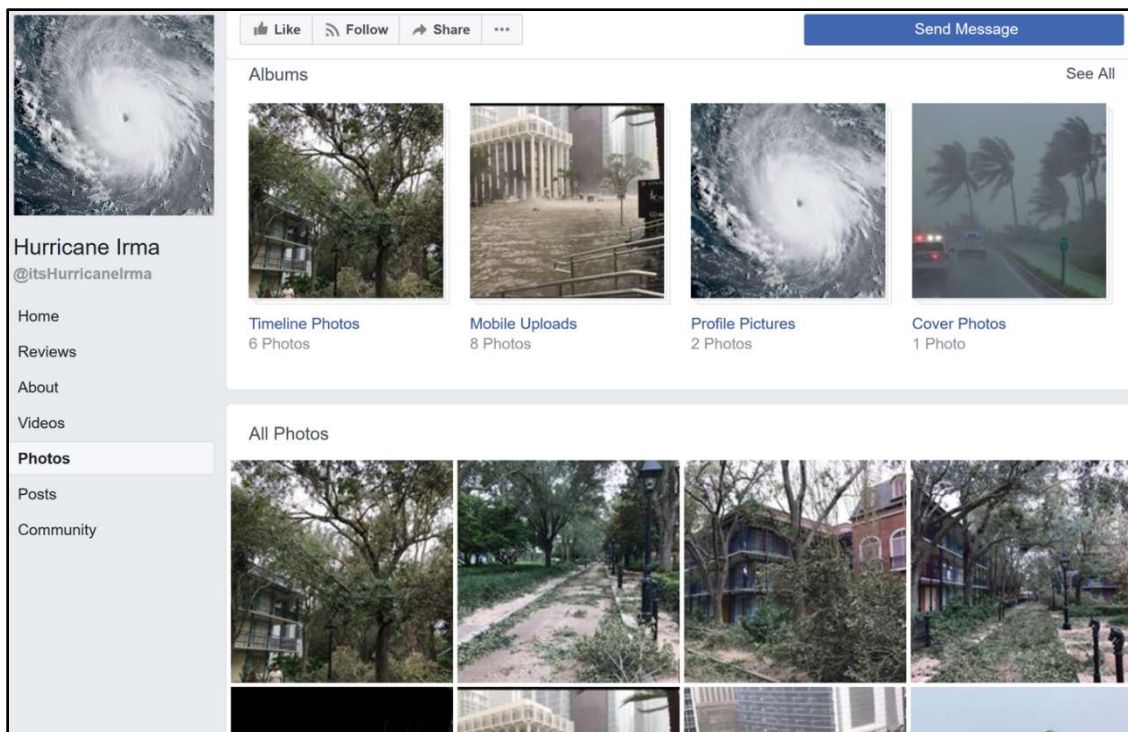 Like Follow Share ...
Send Message
Hurricane Irma
@itsHurricaneIrma
Home
Reviews
About
Videos
Photos
Posts
Community
Albums
See All
Timeline Photos
6 Photos
Mobile Uploads
8 Photos
Profile Pictures
2 Photos
Cover Photos
1 Photo
All Photos